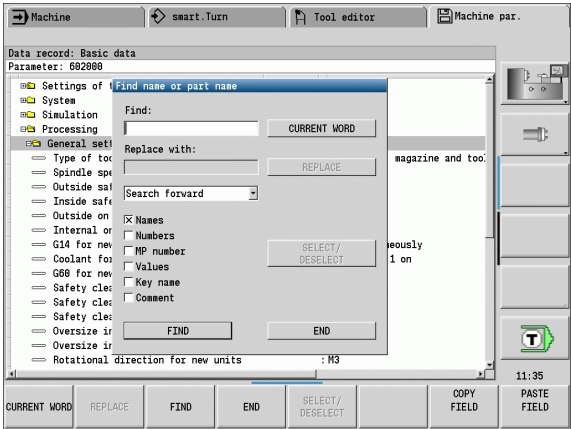 Machine
smart.Turn
Tool editor
Machine par.
Data record: Basic data
Parameter: 602000
Settings of
System
Simulation
Processing
General sett
Type of too
magazine and tool
Spindle spe
Outside saf
Inside safe
Outside on
Internal on
G14 for new
neously
Coolant for
1 on
G60 for new
Safety clea
Safety clea
Safety clea
Oversize in
Oversize in
Rotational direction for new units :M3
Find name or part name
Find:
CURRENT WORD
Replace with:
REPLACE
Search forward
Names
Numbers
MP number
Values
Key name
Comment
SELECT/
DESELECT
FIND
END
T
11:35
CURRENT WORD
REPLACE
FIND
END
SELECT/
DESELECT
COPY
FIELD
PASTE
FIELD